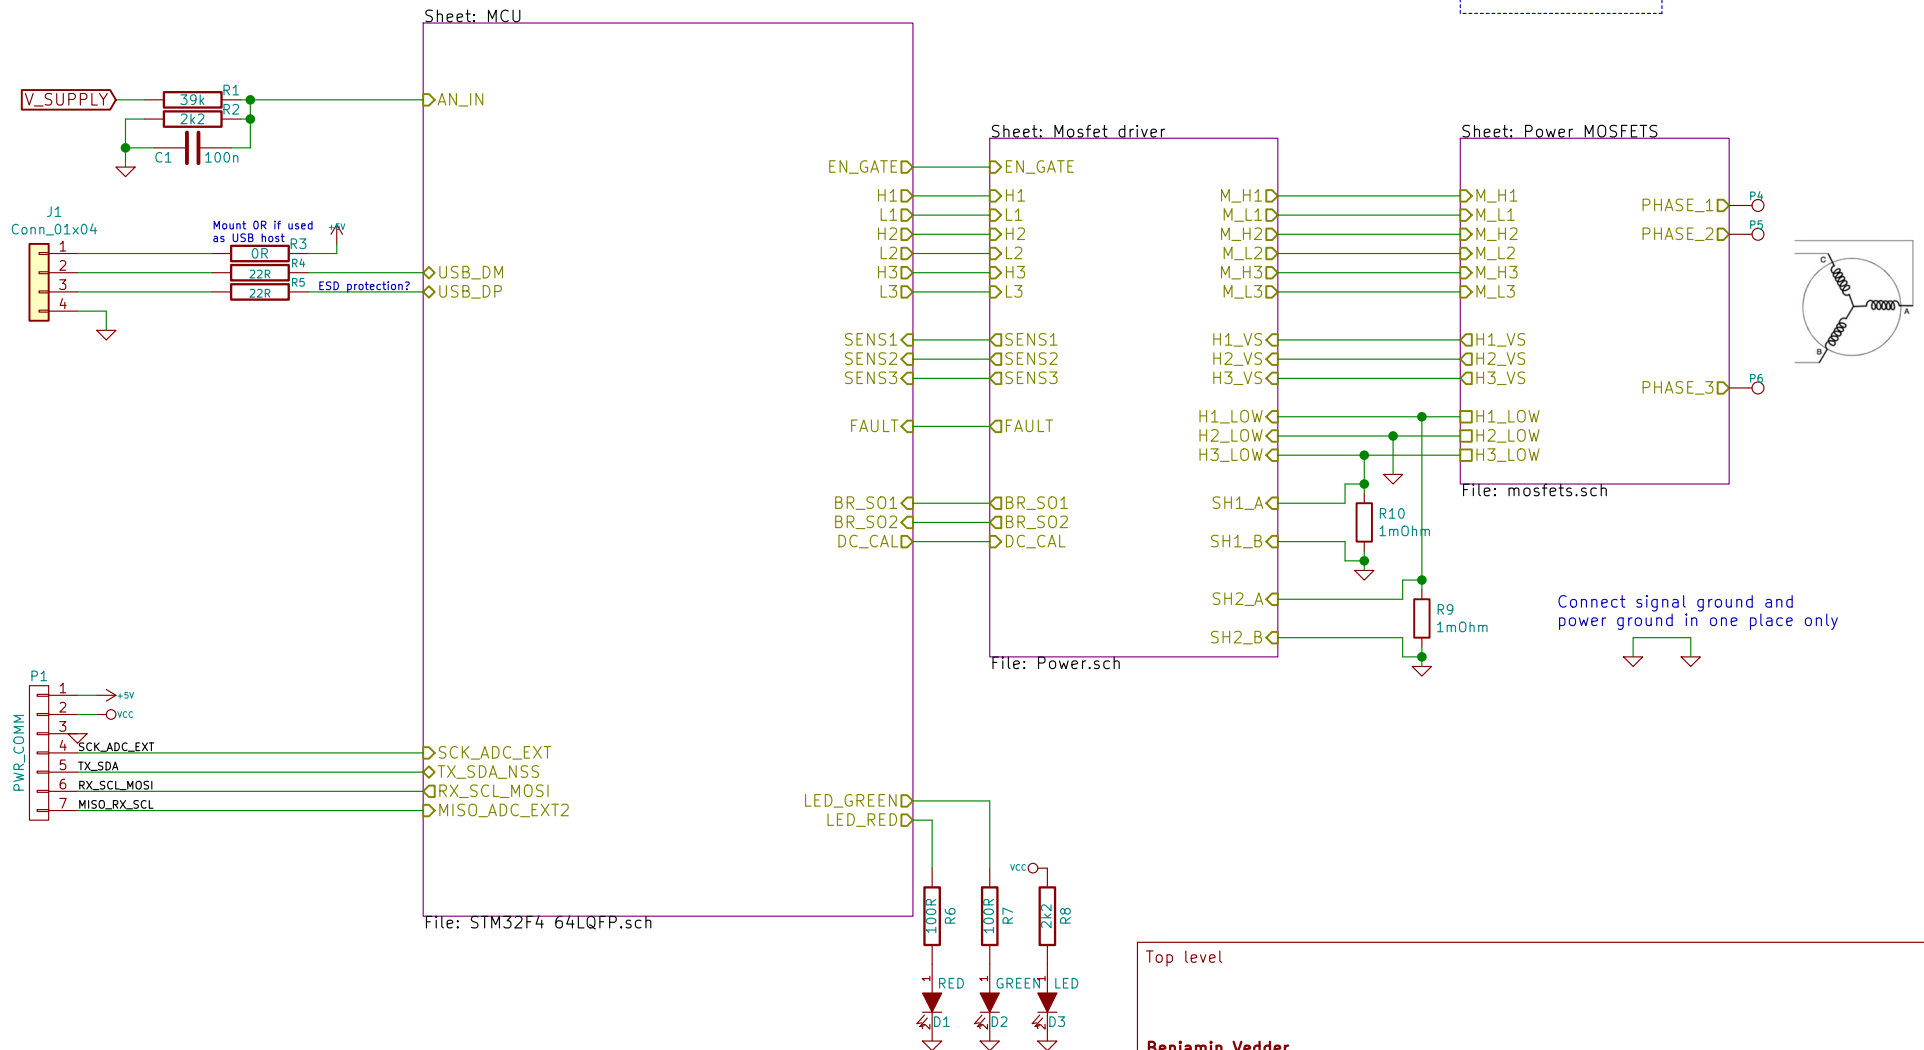 Sheet: MCU
V_SUPPLY
39k
R1
2k2
R2
C1
100n
AN_IN
J1
Conn_01x04
1
2
3
4
Mount 0R if used
as USB host
+5V
0R
R3
22R
R4
22R
R5
ESD protection?
USB_DM
USB_DP
P1
PWR_COMM
1
2
3
4
5
6
7
+5V
VCC
SCK_ADC_EXT
TX_SDA
RX_SCL_MOSI
MISO_RX_SCL
SCK_ADC_EXT
TX_SDA_NSS
RX_SCL_MOSI
MISO_ADC_EXT2
EN_GATE
H1
L1
H2
L2
H3
L3
SENS1
SENS2
SENS3
FAULT
BR_SO1
BR_SO2
DC_CAL
LED_GREEN
LED_RED
File: STM32F4 64LQFP.sch
Sheet: Mosfet driver
EN_GATE
H1
L1
H2
L2
H3
L3
SENS1
SENS2
SENS3
FAULT
BR_SO1
BR_SO2
DC_CAL
M_H1
M_L1
M_H2
M_L2
M_H3
M_L3
H1_VS
H2_VS
H3_VS
H1_LOW
H2_LOW
H3_LOW
SH1_A
SH1_B
SH2_A
SH2_B
File: Power.sch
Sheet: Power MOSFETS
M_H1
M_L1
M_H2
M_L2
M_H3
M_L3
H1_VS
H2_VS
H3_VS
H1_LOW
H2_LOW
H3_LOW
PHASE_1
PHASE_2
PHASE_3
P4
P5
P6
File: mosfets.sch
C
A
B
R10
1mOhm
R9
1mOhm
Connect signal ground and
power ground in one place only
VCC
100R
R6
100R
R7
2k2
R8
1
RED
1
GREEN
1
LED
2
D1
2
D2
2
D3
Top level
Benjamin Vedder